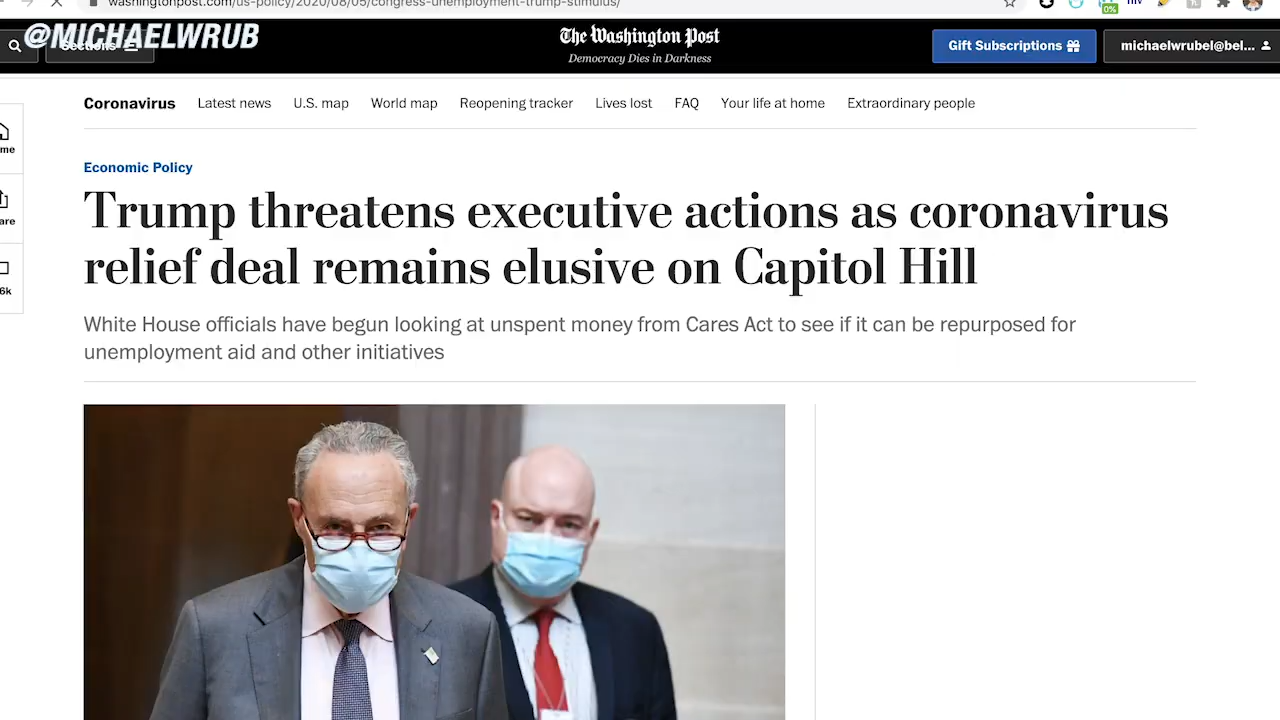 washingtonpost.com/us-policy/2020/08/05/congress-unemployment-trump-stimulus/
0%
@MICHAELWRUB
Sections
The Washington Post
Democracy Dies in Darkness
Gift Subscriptions
michaelwrubel@bel...
Coronavirus Latest news U.S. map World map Reopening tracker Lives lost FAQ Your life at home Extraordinary people
me
are
6k
Economic Policy
Trump threatens executive actions as coronavirus
relief deal remains elusive on Capitol Hill
White House officials have begun looking at unspent money from Cares Act to see if it can be repurposed for
unemployment aid and other initiatives